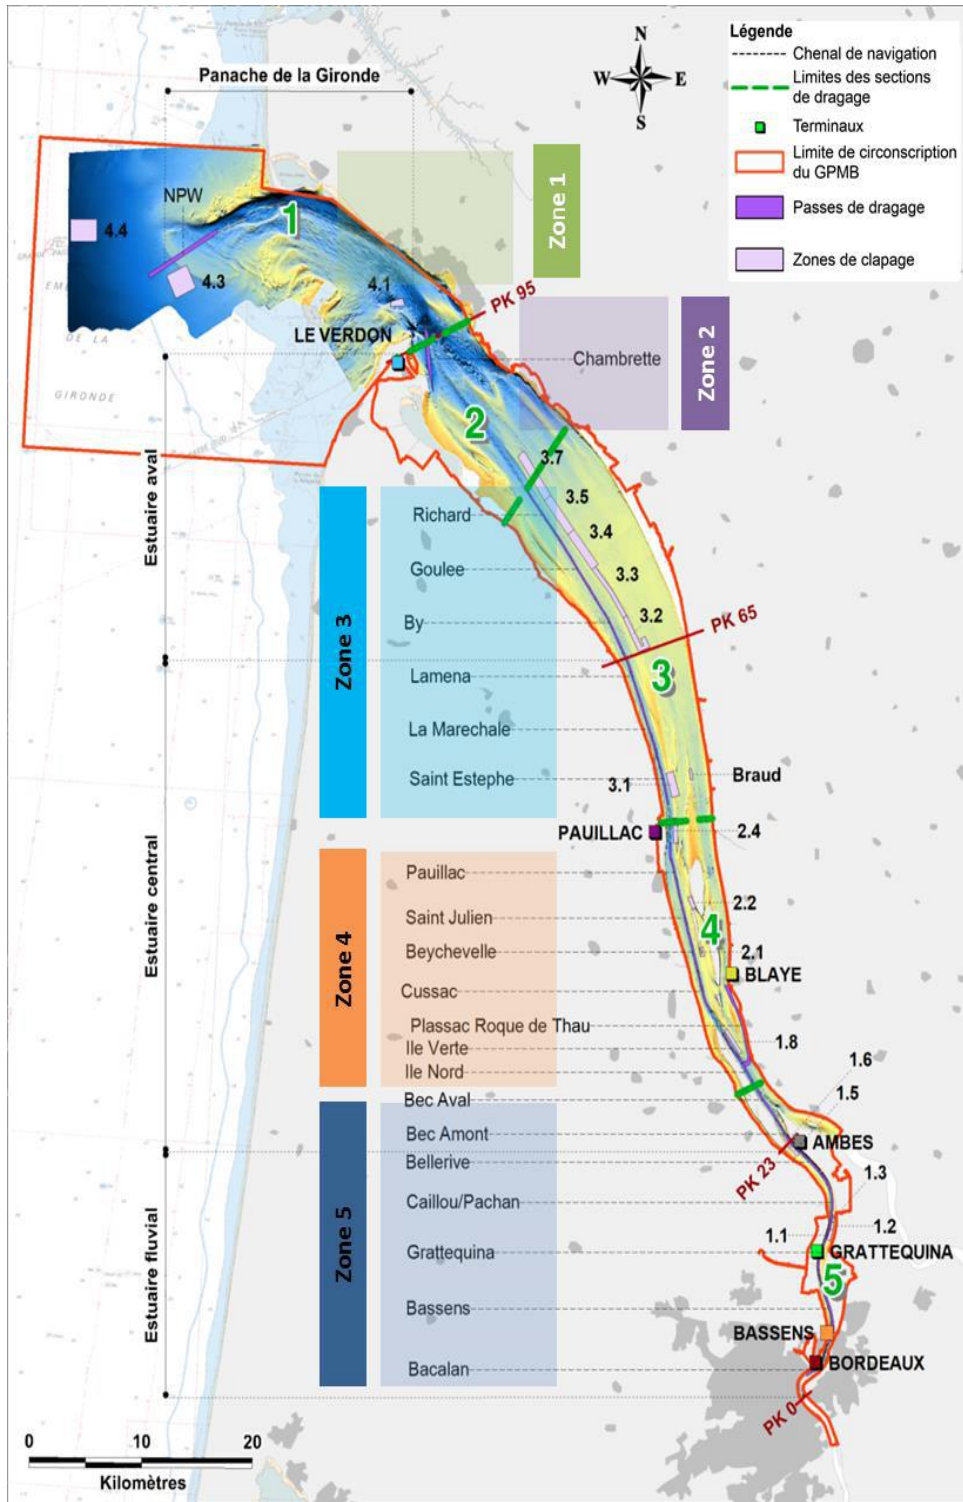 Légende
Chenal de navigation
Limites des sections
de dragage
Terminaux
Limite de circonscription
du GPMB
Passes de dragage
Zones de clapage
N
W E
S
Panache de la Gironde
Zone 1
NPW
1
4.4
4.3
4.1
PK 95
LE VERDON
Zone 2
Chambrette
DE LA
GIRONDE
2
Estuaire aval
3.7
3.5
3.4
3.3
3.2
PK 65
Zone 3
Richard
Goulee
By
Lamena
La Marechale
Saint Estephe
3
3.1
Braud
PAUILLAC
2.4
Estuaire central
Zone 4
Pauillac
Saint Julien
Beychevelle
Cussac
Plassac Roque de Thau
Ile Verte
Ile Nord
2.2
4
2.1
BLAYE
1.8
1.6
1.5
Bec Aval
Bec Amont
Bellerive
Caillou/Pachan
Grattequina
Bassens
Bacalan
Zone 5
Estuaire fluvial
AMBES
PK 23
1.3
1.2
1.1
GRATTEQUINA
5
BASSENS
BORDEAUX
PK 0
0 10 20
Kilomètres